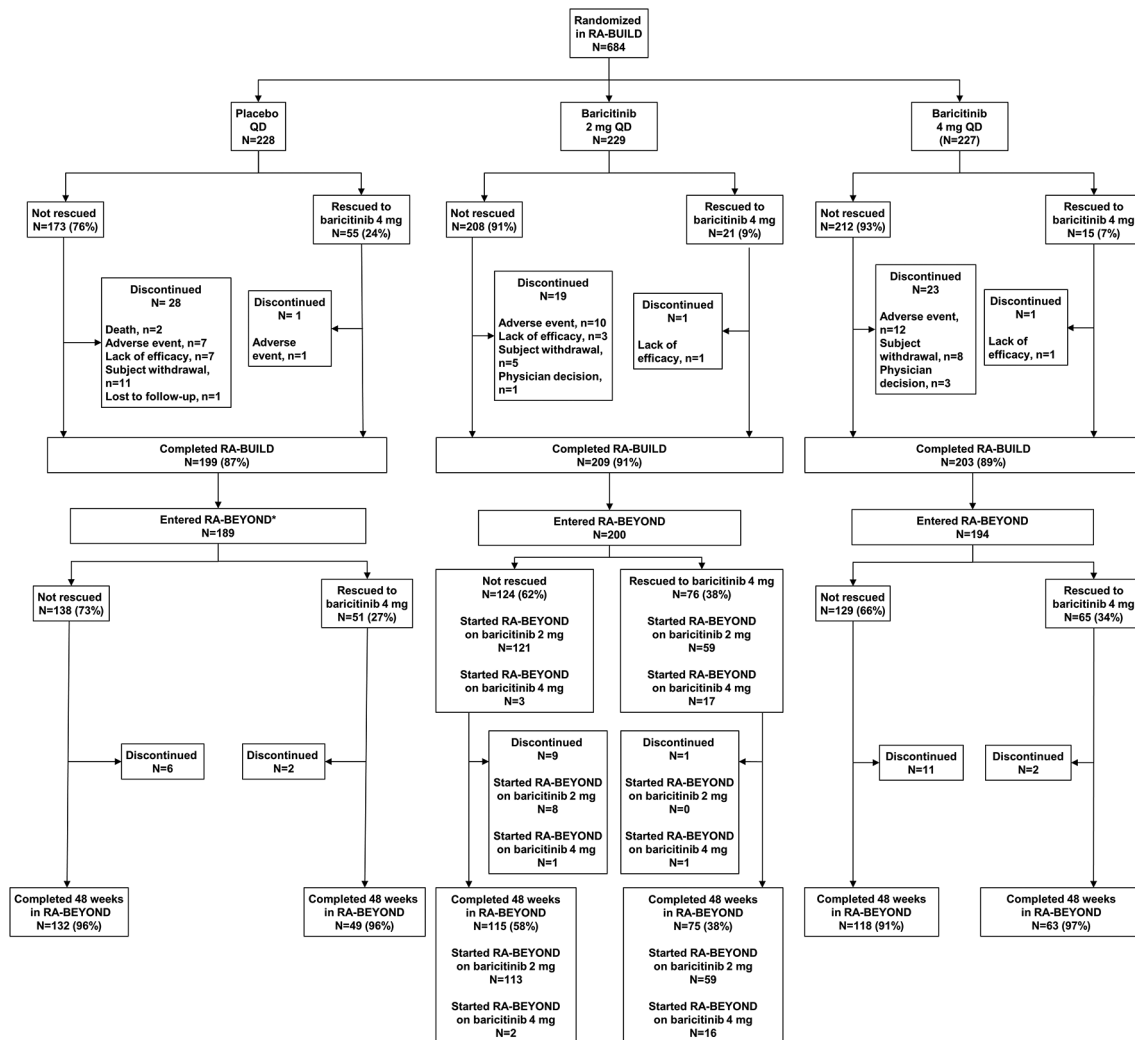 Randomized
in RA-BUILD
N=684
Placebo
QD
N=228
Baricitinib
2 mg QD
N=229
Baricitinib
4 mg QD
(N=227)
Not rescued
N=173 (76%)
Rescued to
baricitinib 4 mg
N=55 (24%)
Not rescued
N=208 (91%)
Rescued to
baricitinib 4 mg
N=21 (9%)
Not rescued
N=212 (93%)
Rescued to
baricitinib 4 mg
N=15 (7%)
Discontinued
N= 28
Death, n=2
Adverse event, n=7
Lack of efficacy, n=7
Subject withdrawal,
n=11
Lost to follow-up, n=1
Discontinued
N= 1
Adverse
event, n=1
Discontinued
N=19
Adverse event, n=10
Lack of efficacy, n=3
Subject withdrawal,
n=5
Physician decision,
n=1
Discontinued
N=1
Lack of
efficacy, n=1
Discontinued
N=23
Adverse event,
n=12
Subject
withdrawal, n=8
Physician
decision, n=3
Discontinued
N=1
Lack of
efficacy, n=1
Completed RA-BUILD
N=199 (87%)
Completed RA-BUILD
N=209 (91%)
Completed RA-BUILD
N=203 (89%)
Entered RA-BEYOND*
N=189
Entered RA-BEYOND
N=200
Entered RA-BEYOND
N=194
Not rescued
N=138 (73%)
Rescued to
baricitinib 4 mg
N=51 (27%)
Not rescued
N=124 (62%)
Started RA-BEYOND
on baricitinib 2 mg
N=121
Started RA-BEYOND
on baricitinib 4 mg
N=3
Rescued to baricitinib 4 mg
N=76 (38%)
Started RA-BEYOND
on baricitinib 2 mg
N=59
Started RA-BEYOND
on baricitinib 4 mg
N=17
Not rescued
N=129 (66%)
Rescued to
baricitinib 4 mg
N=65 (34%)
Discontinued
N=6
Discontinued
N=2
Discontinued
N=9
Started RA-BEYOND
on baricitinib 2 mg
N=8
Started RA-BEYOND
on baricitinib 4 mg
N=1
Discontinued
N=1
Started RA-BEYOND
on baricitinib 2 mg
N=0
Started RA-BEYOND
on baricitinib 4 mg
N=1
Discontinued
N=11
Discontinued
N=2
Completed 48 weeks
in RA-BEYOND
N=132 (96%)
Completed 48 weeks
in RA-BEYOND
N=49 (96%)
Completed 48 weeks
in RA-BEYOND
N=115 (58%)
Started RA-BEYOND
on baricitinib 2 mg
N=113
Started RA-BEYOND
on baricitinib 4 mg
N=2
Completed 48 weeks
in RA-BEYOND
N=75 (38%)
Started RA-BEYOND
on baricitinib 2 mg
N=59
Started RA-BEYOND
on baricitinib 4 mg
N=16
Completed 48 weeks
in RA-BEYOND
N=118 (91%)
Completed 48 weeks
in RA-BEYOND
N=63 (97%)